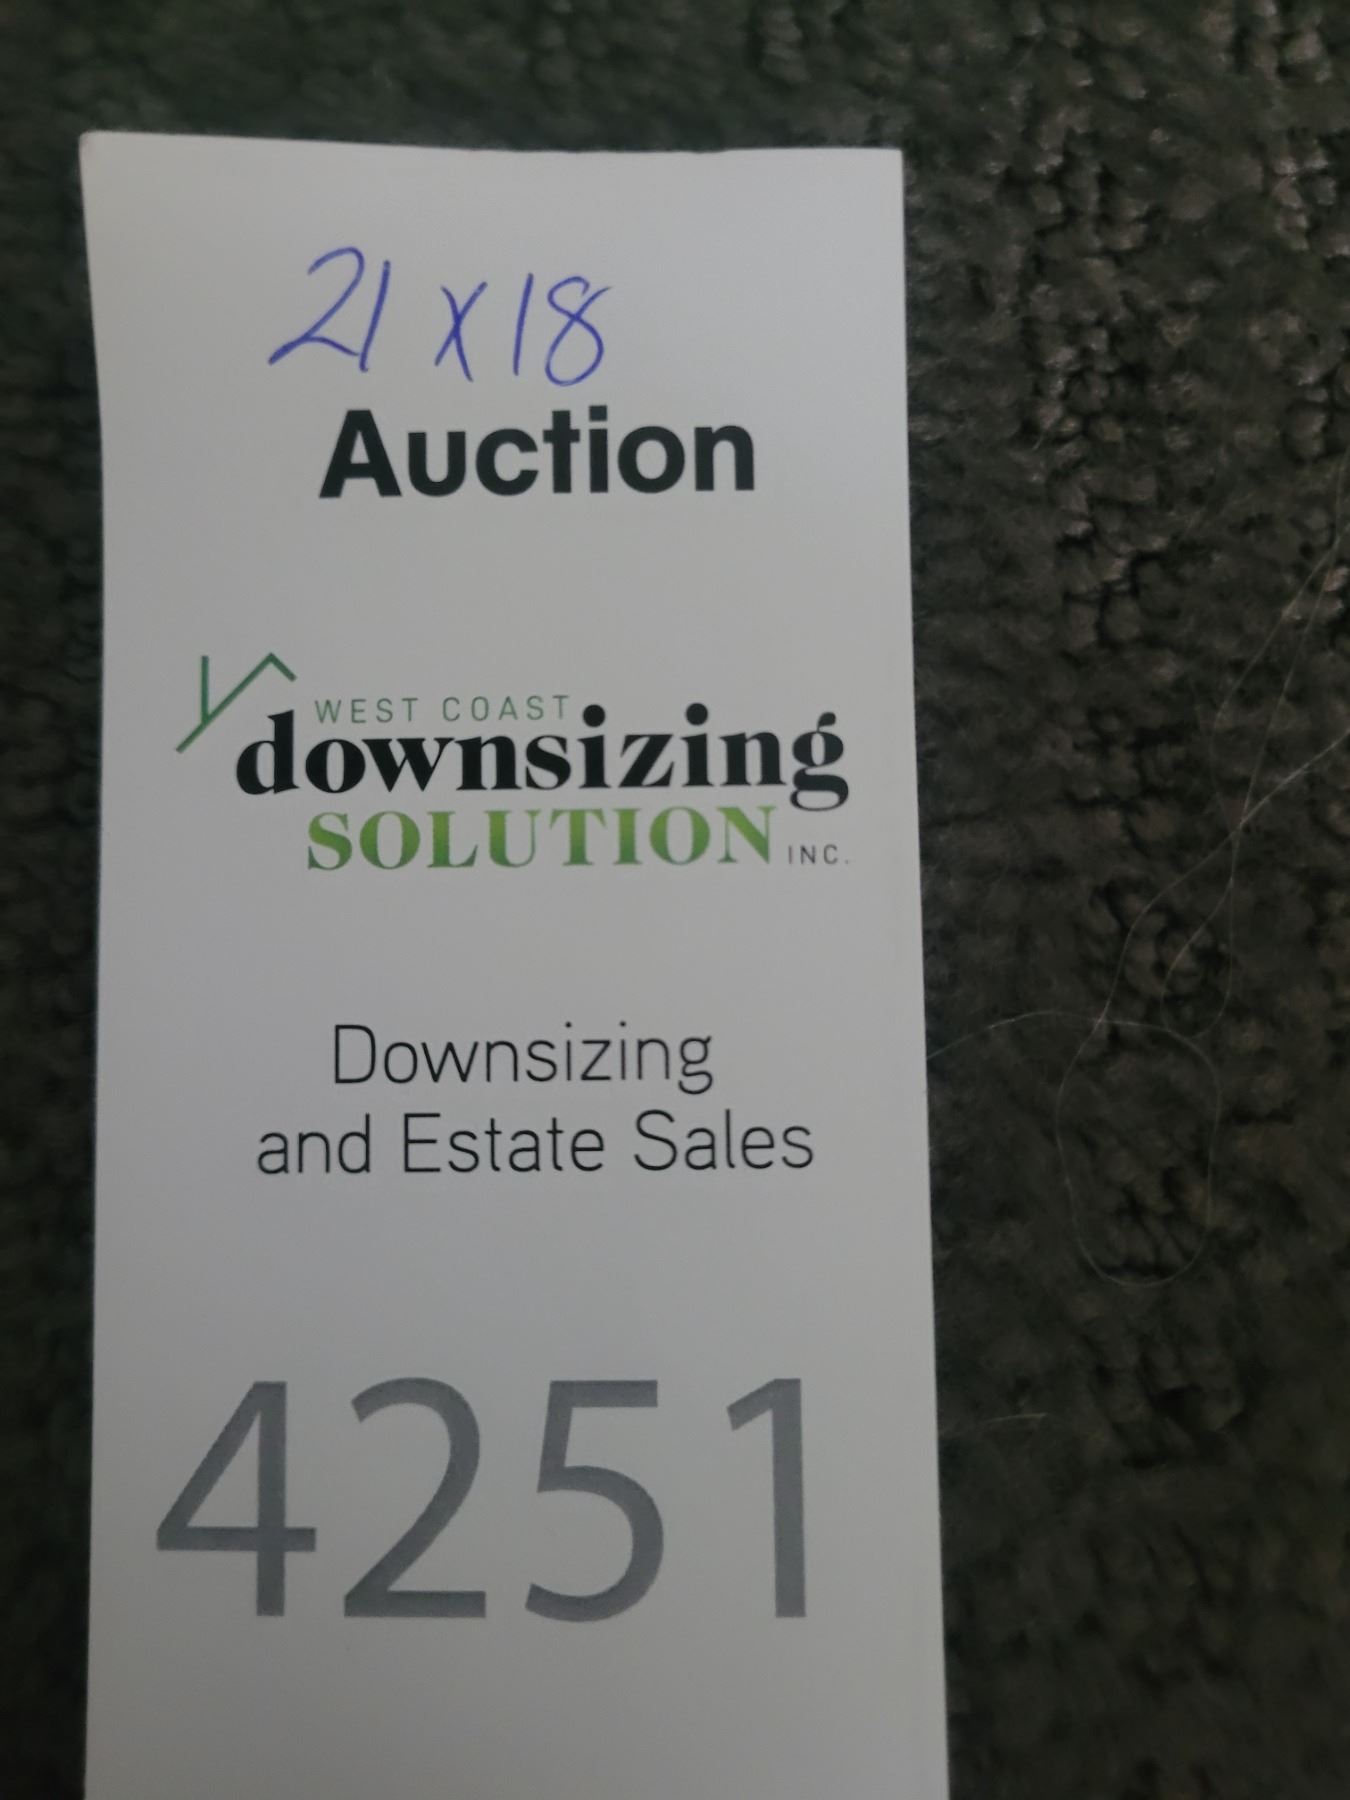 21 x 18
Auction
WEST COAST
downsizing
SOLUTION INC.
Downsizing
and Estate Sales
4251